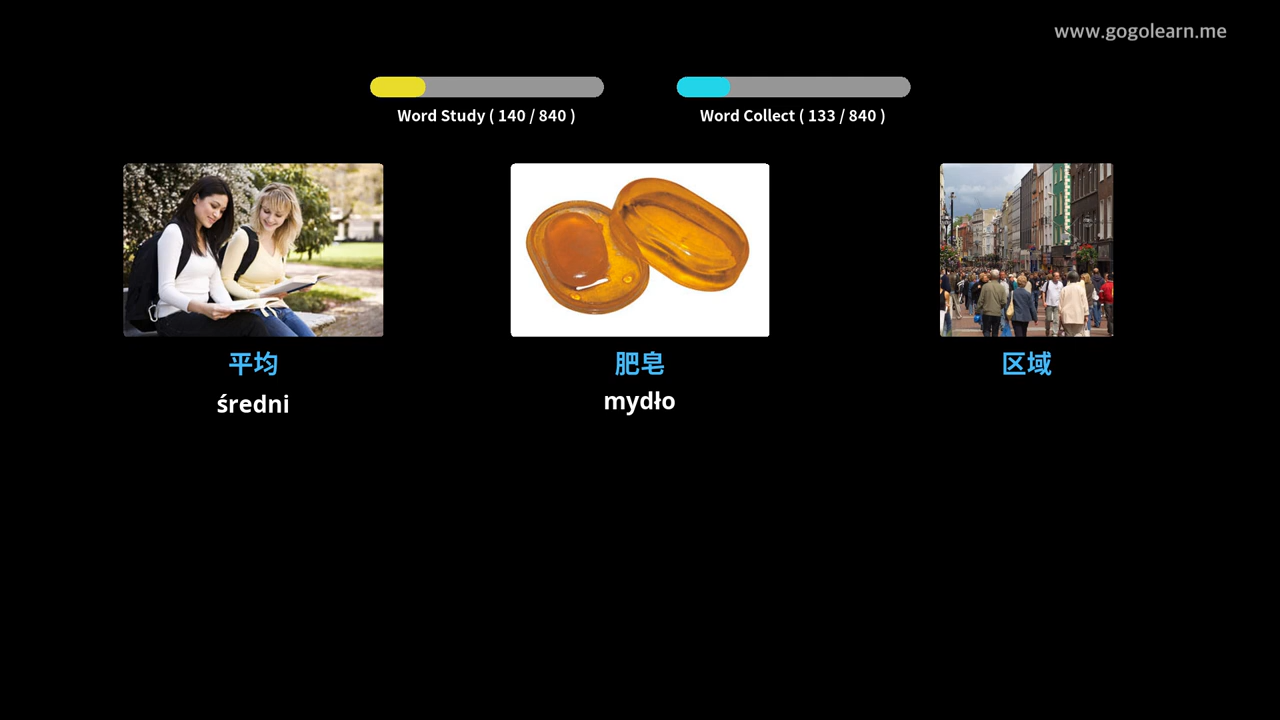 www.gogolearn.me
Word Study ( 140 / 840 )
Word Collect ( 133 / 840 )
平均
肥皂
区域
średni
mydło